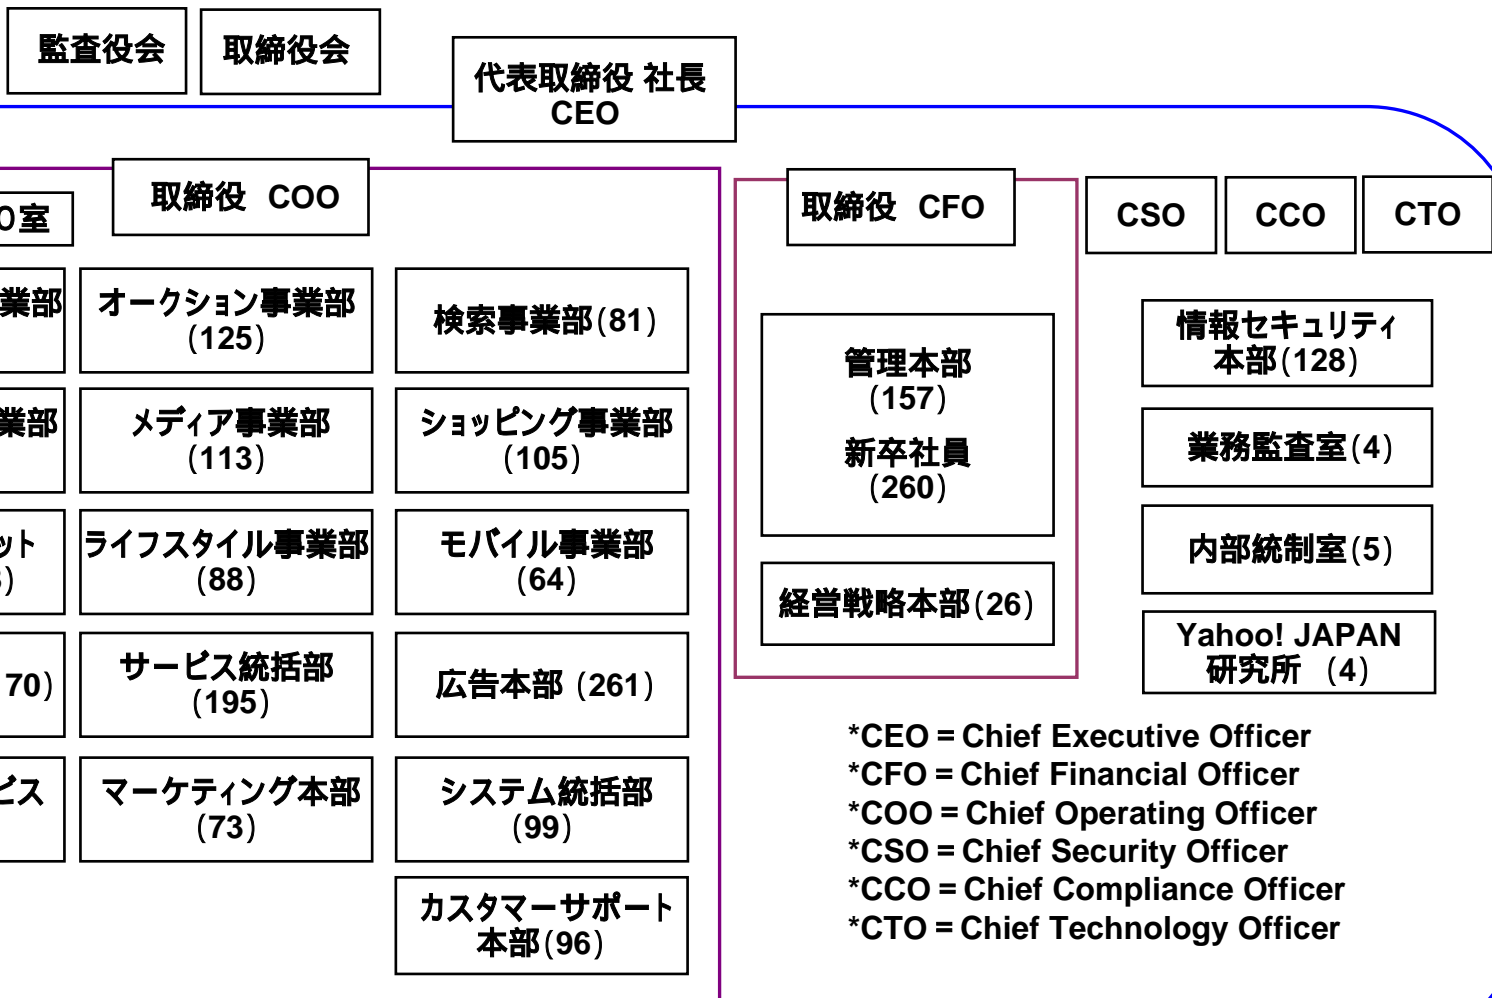 監査役会
取締役会
代表取締役 社長
CEO
取締役 COO
O室
取締役 CFO
CSO
CCO
CTO
業部
オークション事業部
(125)
検索事業部(81)
業部
メディア事業部
(113)
ショッピング事業部
(105)
ット
)
ライフスタイル事業部
(88)
モバイル事業部
(64)
70)
サービス統括部
(195)
広告本部 (261)
ビス
マーケティング本部
(73)
システム統括部
(99)
カスタマーサポート
本部(96)
管理本部
(157)
新卒社員
(260)
経営戦略本部(26)
情報セキュリティ
本部(128)
業務監査室(4)
内部統制室(5)
Yahoo! JAPAN
研究所 (4)
*CEO = Chief Executive Officer
*CFO = Chief Financial Officer
*COO = Chief Operating Officer
*CSO = Chief Security Officer
*CCO = Chief Compliance Officer
*CTO = Chief Technology Officer